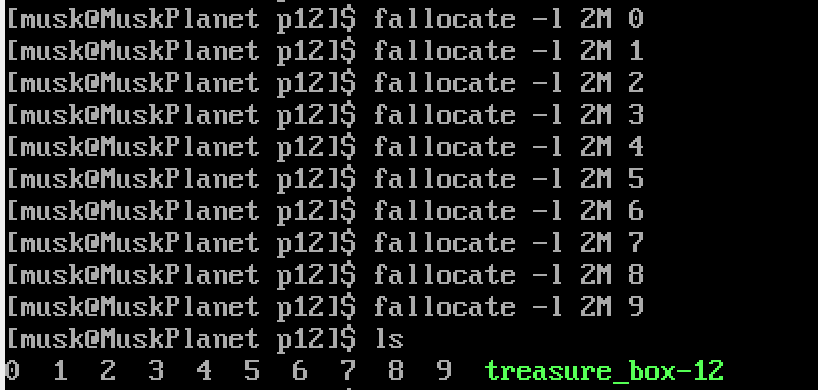 [musk@MuskPlanet p12]$ fallocate -l 2M 0
[musk@MuskPlanet p12]$ fallocate -l 2M 1
[musk@MuskPlanet p12]$ fallocate -l 2M 2
[musk@MuskPlanet p12]$ fallocate -l 2M 3
[musk@MuskPlanet p12]$ fallocate -l 2M 4
[musk@MuskPlanet p12]$ fallocate -l 2M 5
[musk@MuskPlanet p12]$ fallocate -l 2M 6
[musk@MuskPlanet p12]$ fallocate -l 2M 7
[musk@MuskPlanet p12]$ fallocate -l 2M 8
[musk@MuskPlanet p12]$ fallocate -l 2M 9
[musk@MuskPlanet p12]$ ls
0  1  2  3  4  5  6  7  8  9  treasure_box-12